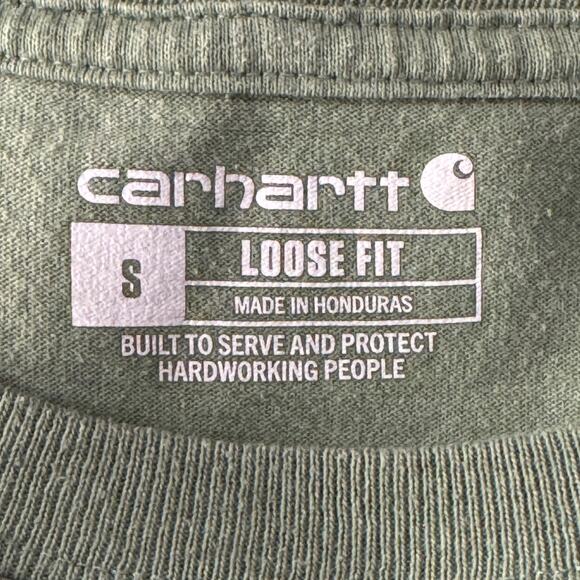 carhartt
S
LOOSE FIT
MADE IN HONDURAS
BUILT TO SERVE AND PROTECT
HARDWORKING PEOPLE